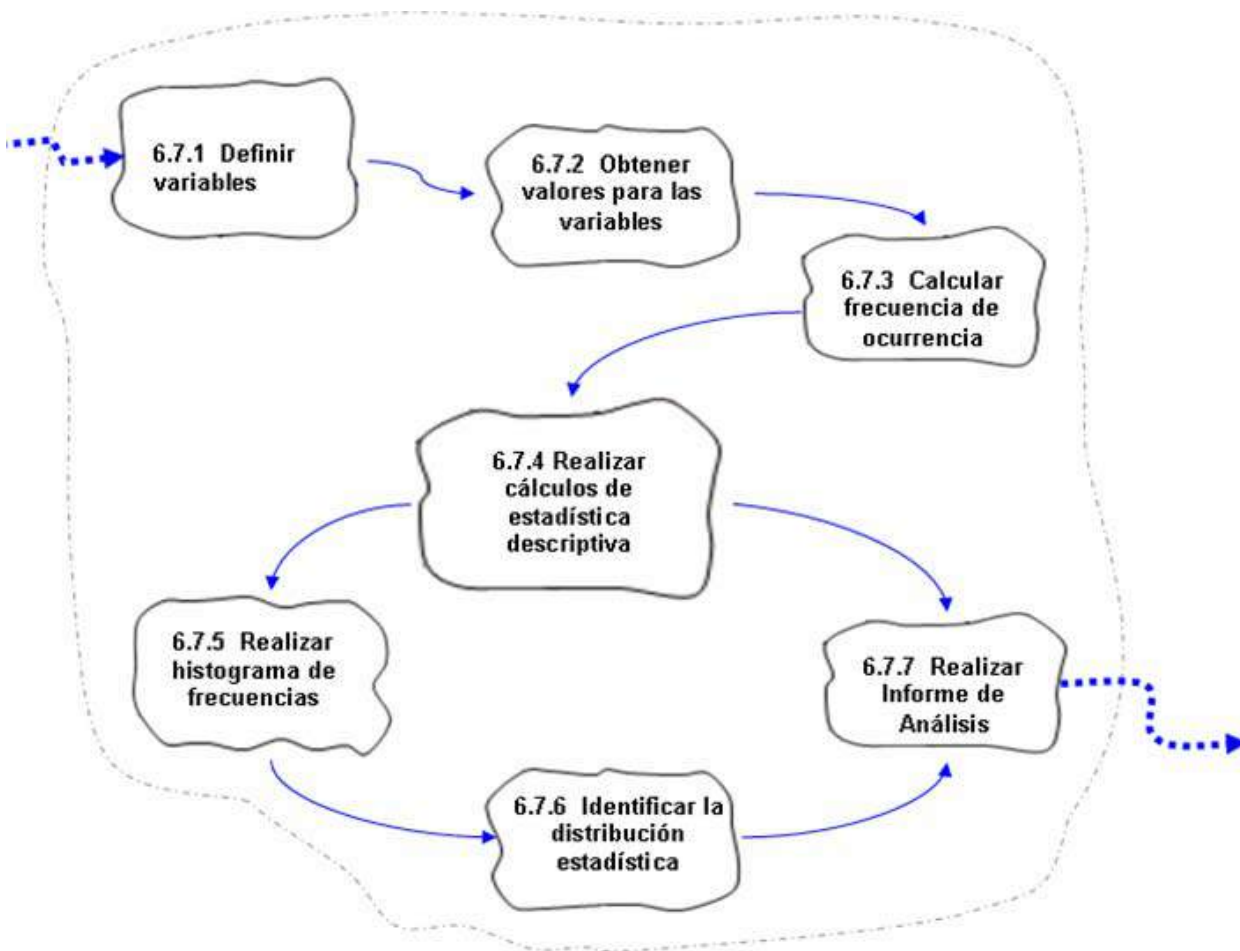 6.7.1 Definir
variables
6.7.2 Obtener
valores para las
variables
6.7.3 Calcular
frecuencia de
ocurrencia
6.7.4 Realizar
cálculos de
estadística
descriptiva
6.7.5 Realizar
histograma de
frecuencias
6.7.6 Identificar la
distribución
estadística
6.7.7 Realizar
Informe de
Análisis